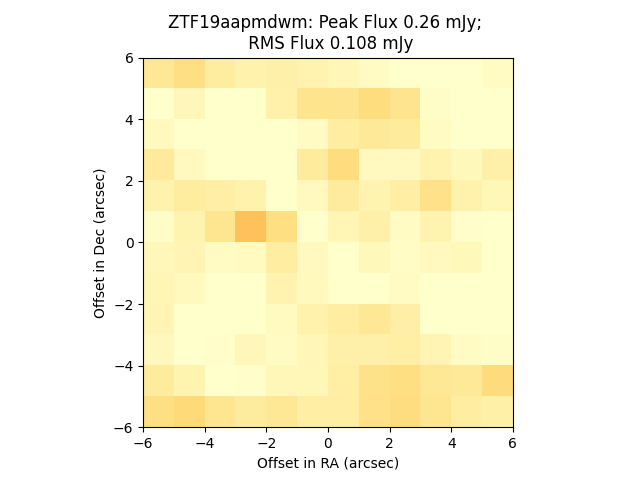 ZTF19aapmdwm: Peak Flux 0.26 mJy;
RMS Flux 0.108 mJy
6
4
2
0
−2
−4
−6
Offset in Dec (arcsec)
−6 −4 −2 0 2 4 6
Offset in RA (arcsec)